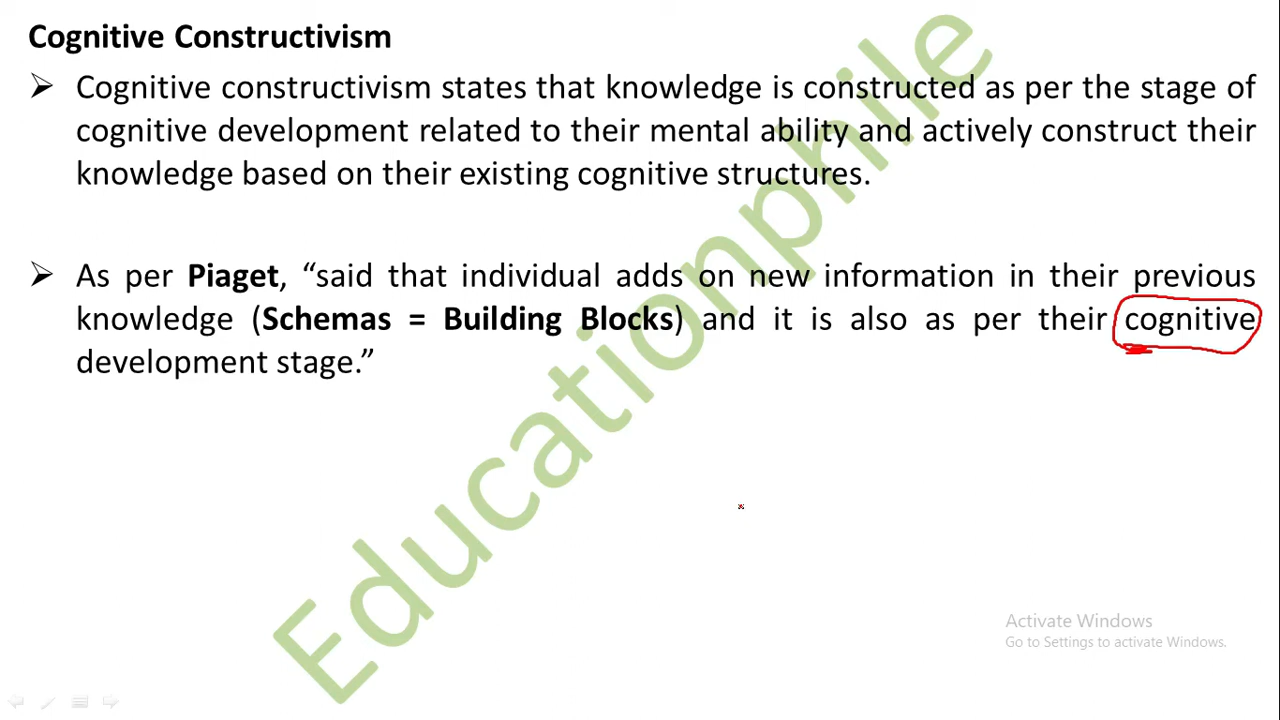 Cognitive Constructivism
➢ Cognitive constructivism states that knowledge is constructed as per the stage of
cognitive development related to their mental ability and actively construct their
knowledge based on their existing cognitive structures.
➢ As per Piaget, “said that individual adds on new information in their previous
knowledge (Schemas = Building Blocks) and it is also as per their cognitive
development stage.”
Educationphile
Activate Windows
Go to Settings to activate Windows.